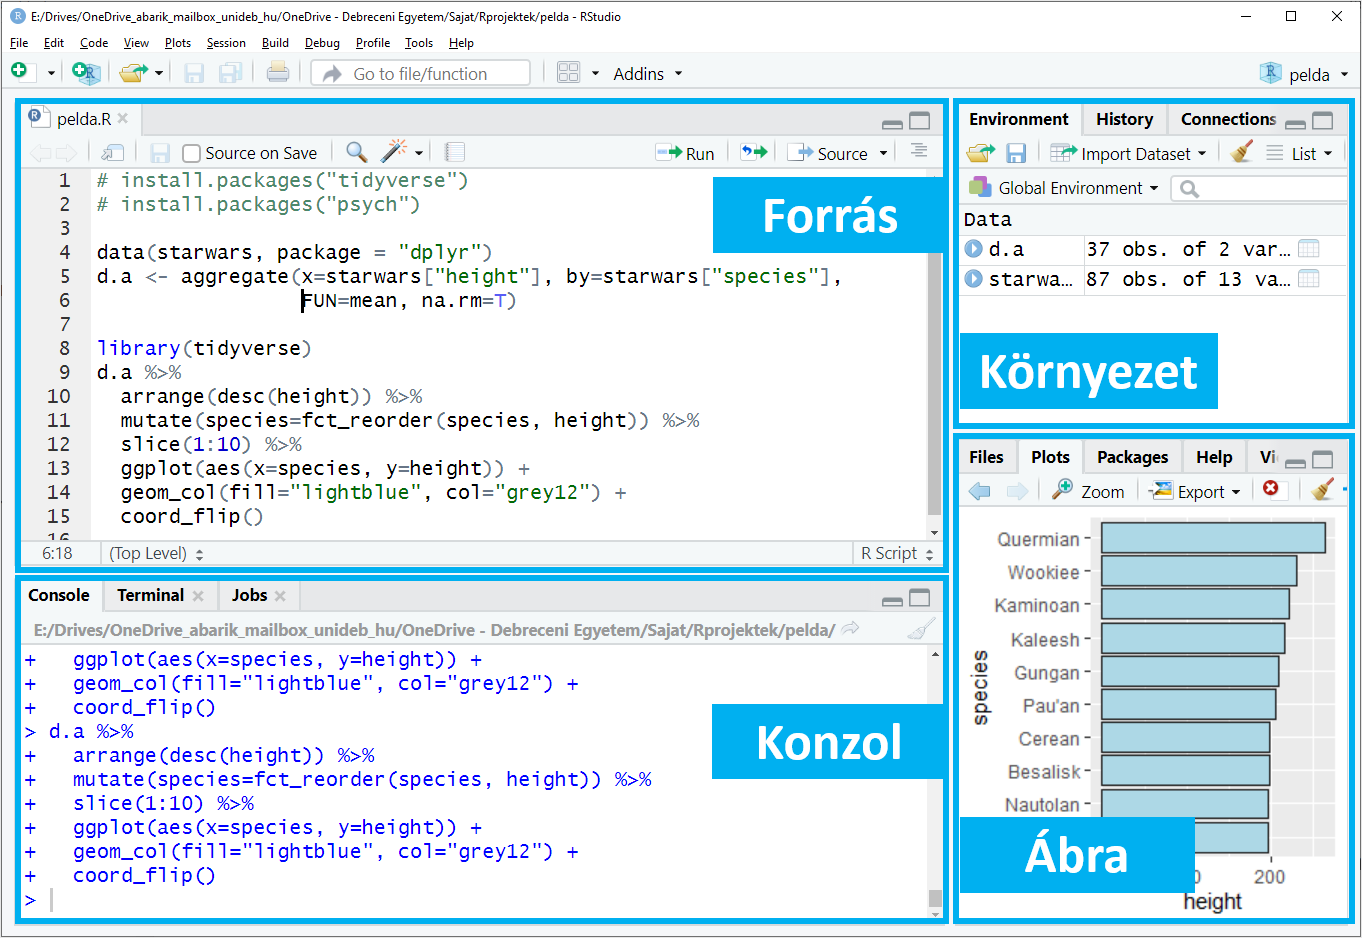 E:/Drives/OneDrive_abarik_mailbox_unideb_hu/OneDrive - Debreceni Egyetem/Sajat/Rprojektek/pelda - RStudio
File Edit Code View Plots Session Build Debug Profile Tools Help
Go to file/function Addins pelda
pelda.R
Source on Save Run Source
1 # install.packages("tidyverse")
2 # install.packages("psych")
3
4 data(starwars, package = "dplyr")
5 d.a <- aggregate(x=starwars["height"], by=starwars["species"],
6 FUN=mean, na.rm=T)
7
8 library(tidyverse)
9 d.a %>%
10 arrange(desc(height)) %>%
11 mutate(species=fct_reorder(species, height)) %>%
12 slice(1:10) %>%
13 ggplot(aes(x=species, y=height)) +
14 geom_col(fill="lightblue", col="grey12") +
15 coord_flip()
16
6:18 (Top Level) R Script
Forrás
Console Terminal Jobs
E:/Drives/OneDrive_abarik_mailbox_unideb_hu/OneDrive - Debreceni Egyetem/Sajat/Rprojektek/pelda/
+ ggplot(aes(x=species, y=height)) +
+ geom_col(fill="lightblue", col="grey12") +
+ coord_flip()
> d.a %>%
+ arrange(desc(height)) %>%
+ mutate(species=fct_reorder(species, height)) %>%
+ slice(1:10) %>%
+ ggplot(aes(x=species, y=height)) +
+ geom_col(fill="lightblue", col="grey12") +
+ coord_flip()
>
Konzol
Environment History Connections
Import Dataset List
Global Environment
Data
d.a 37 obs. of 2 var...
starwa... 87 obs. of 13 va...
Környezet
Files Plots Packages Help Vi
Zoom Export
Quermian
Wookiee
Kaminoan
Kaleesh
Gungan
Pau'an
Cerean
Besalisk
Nautolan
species
Ábra
0 200
height